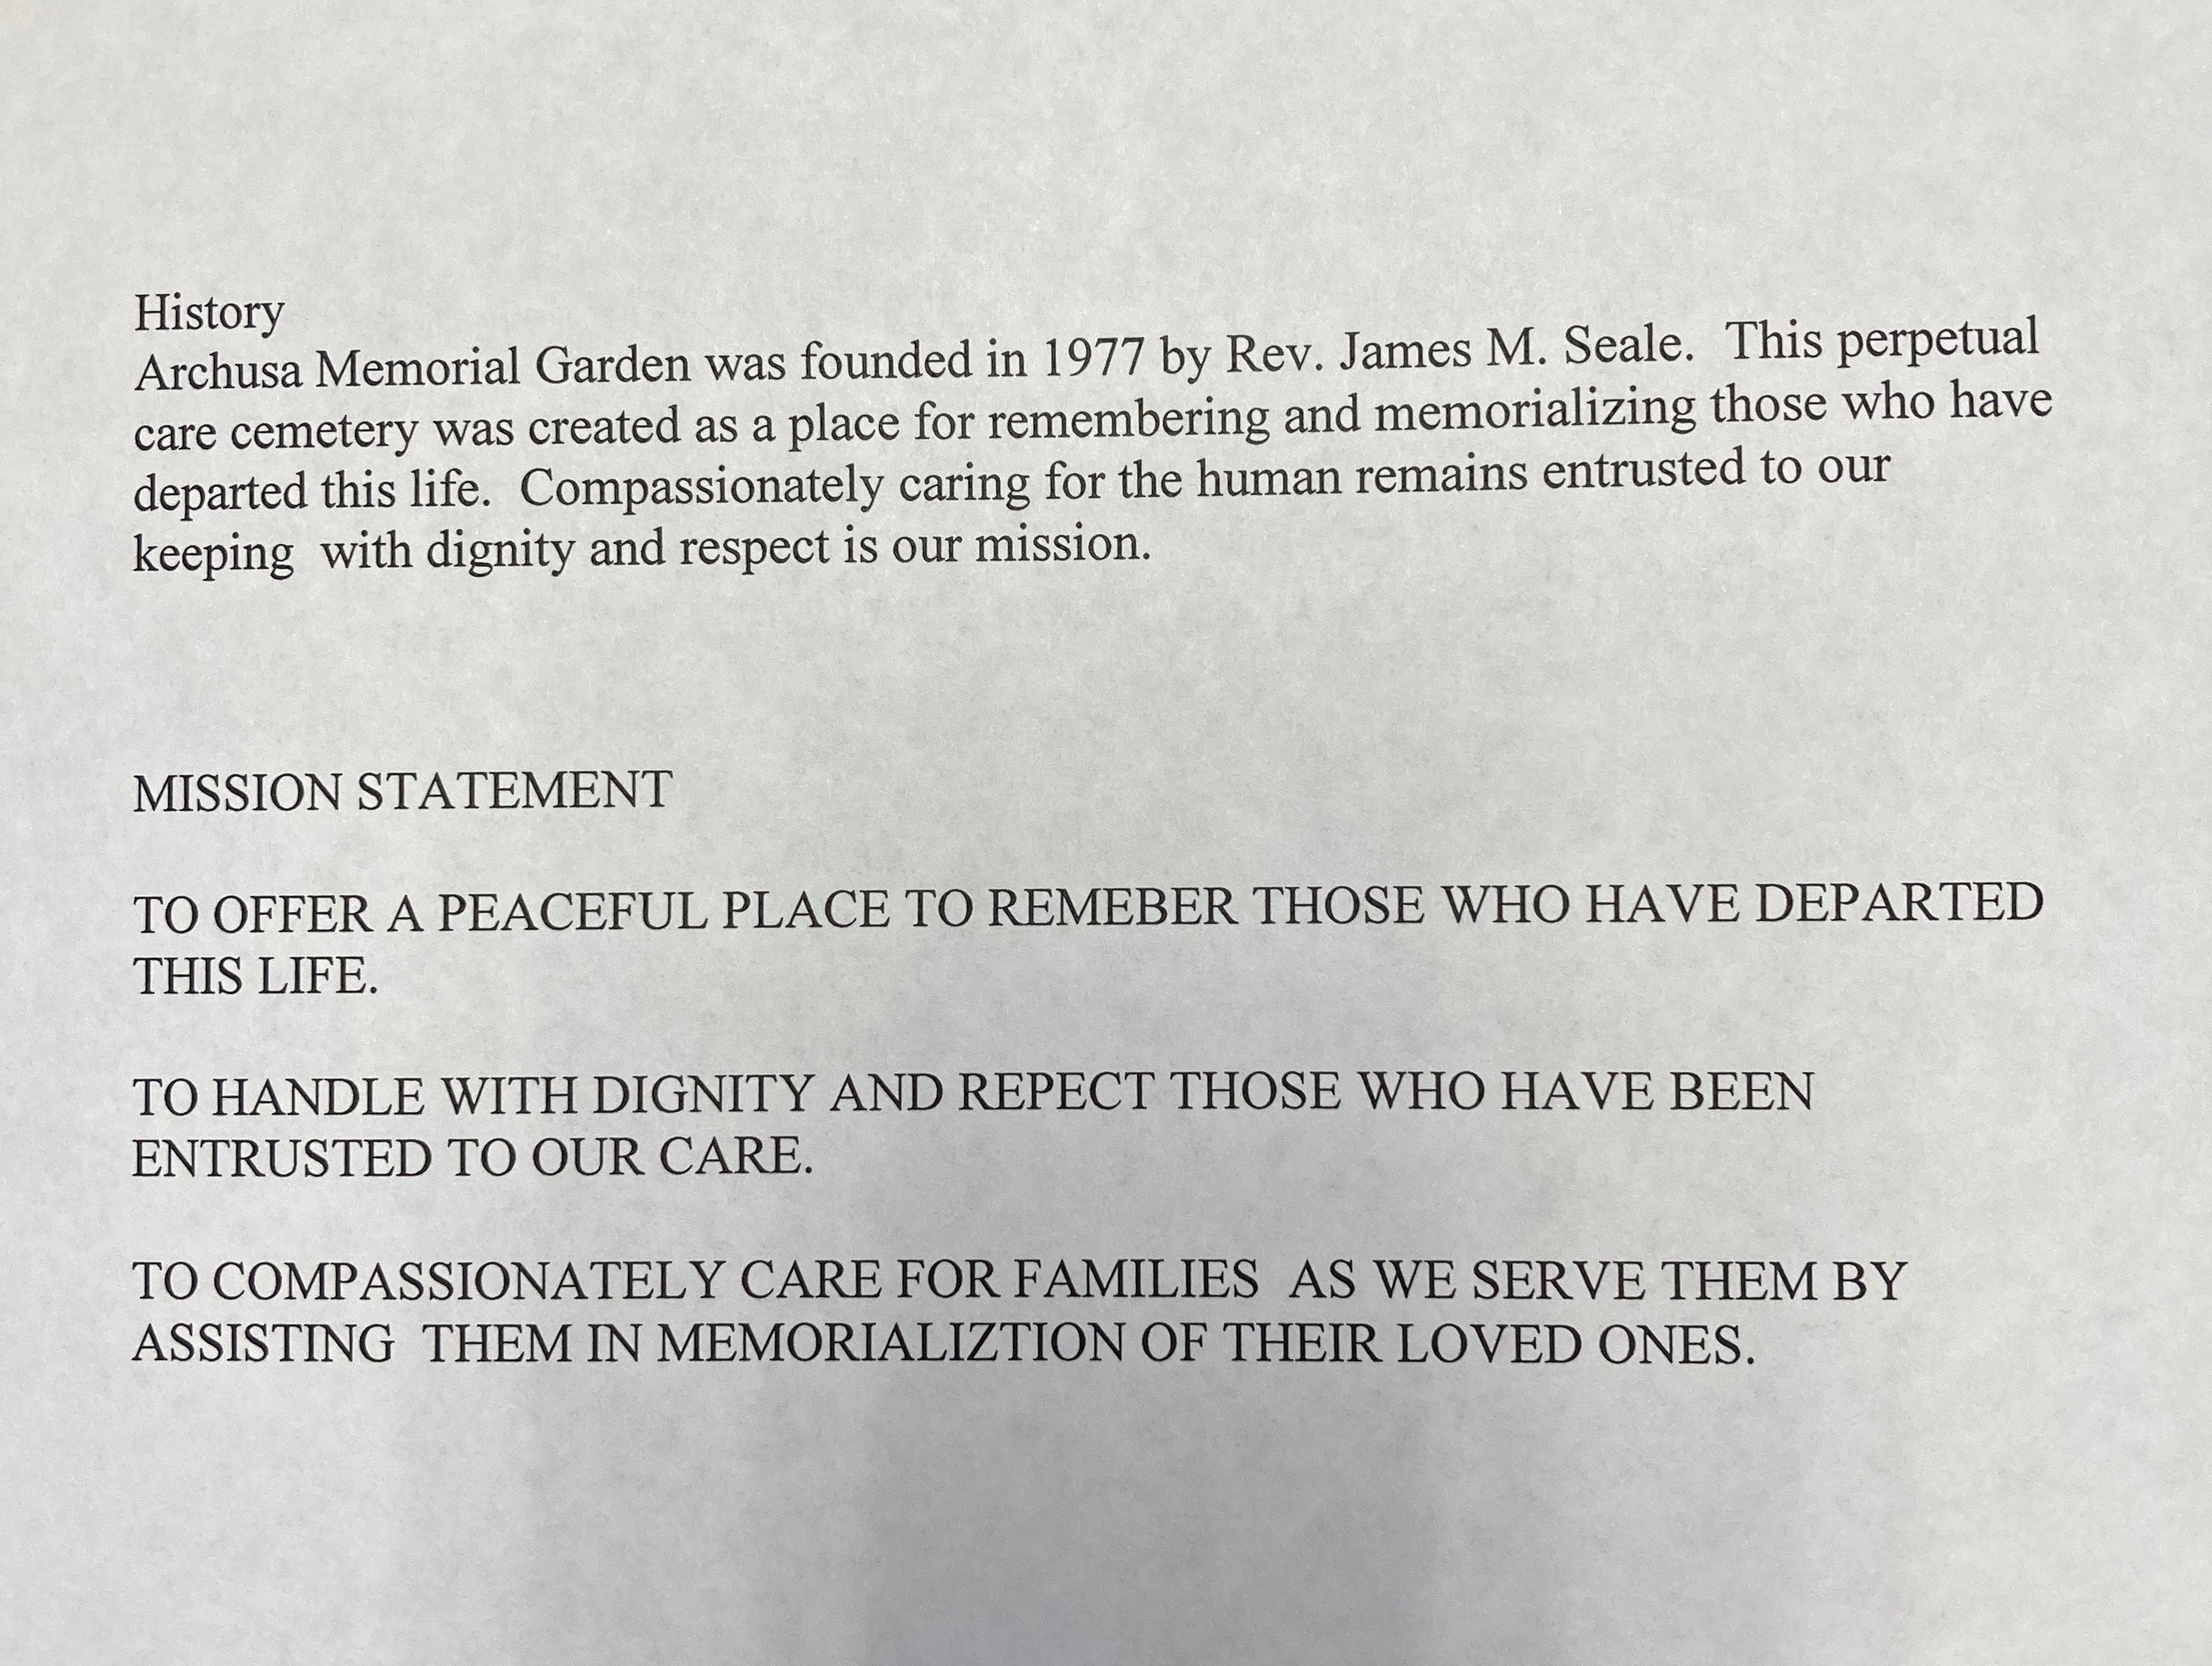 History
Archusa Memorial Garden was founded in 1977 by Rev. James M. Seale.  This perpetual
care cemetery was created as a place for remembering and memorializing those who have
departed this life.  Compassionately caring for the human remains entrusted to our
keeping  with dignity and respect is our mission.
MISSION STATEMENT
TO OFFER A PEACEFUL PLACE TO REMEBER THOSE WHO HAVE DEPARTED
THIS LIFE.
TO HANDLE WITH DIGNITY AND REPECT THOSE WHO HAVE BEEN
ENTRUSTED TO OUR CARE.
TO COMPASSIONATELY CARE FOR FAMILIES  AS WE SERVE THEM BY
ASSISTING  THEM IN MEMORIALIZTION OF THEIR LOVED ONES.